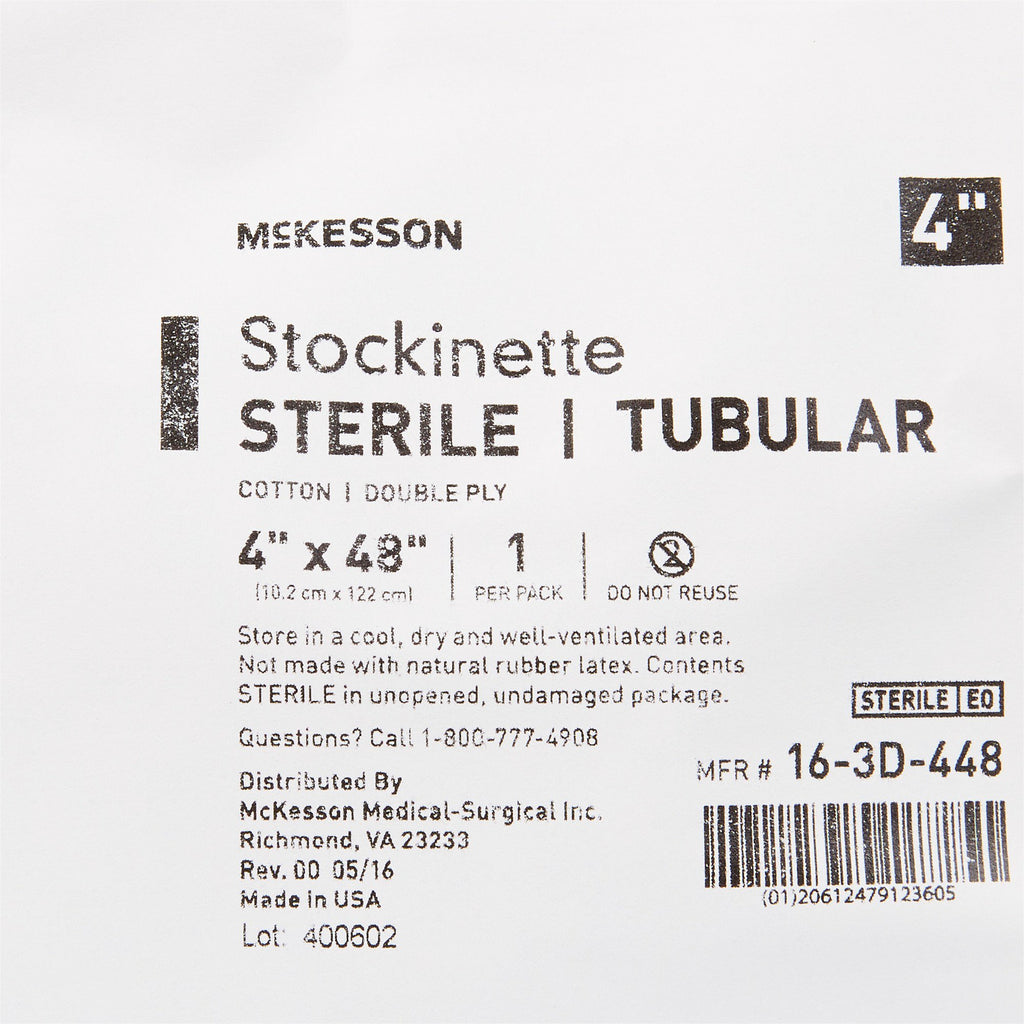 4"
McKESSON
Stockinette
STERILE | TUBULAR
COTTON | DOUBLE PLY
4" x 48"
(10.2 cm x 122 cm)
1
PER PACK
2
DO NOT REUSE
Store in a cool, dry and well-ventilated area.
Not made with natural rubber latex. Contents
STERILE in unopened, undamaged package.
Questions? Call 1-800-777-4908
Distributed By
McKesson Medical-Surgical Inc.
Richmond, VA 23233
Rev. 00 05/16
Made in USA
Lot: 400602
STERILE EO
MFR # 16-3D-448
(01)20612479123605